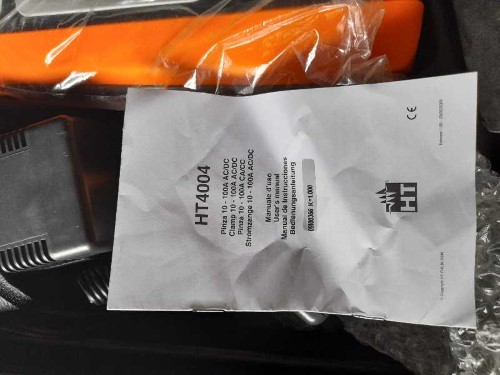 HT4004
Pinza 10 - 100A AC/DC
Clamp 10 - 100A AC/DC
Pinza 10 - 100A CA/CC
Stromzange 10 - 100A AC/DC
Manuale d'uso
User's manual
Manual de Instrucciones
Bedienungsanleitung
HT
CE